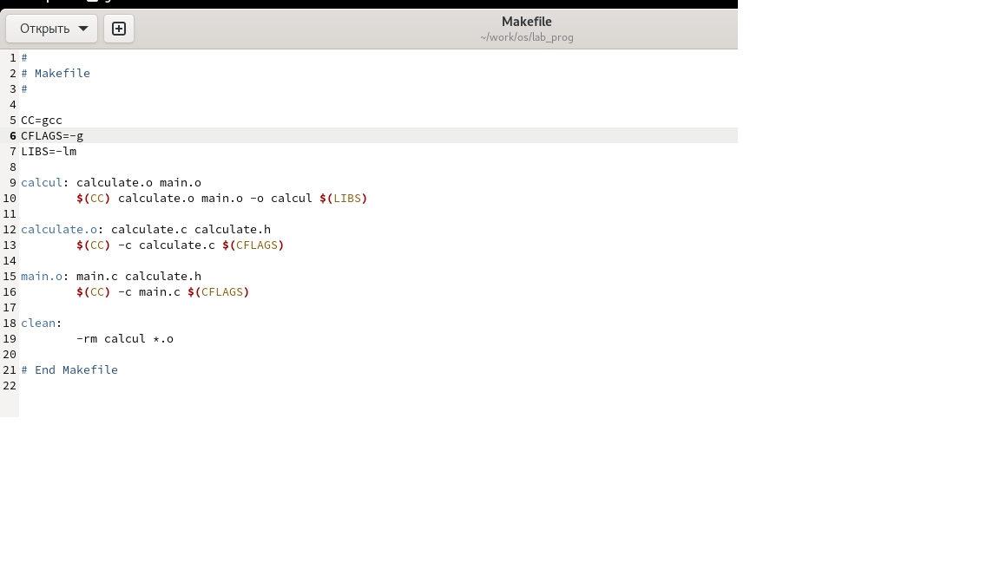 Открыть
Makefile
~/work/os/lab_prog
1 #
2 # Makefile
3 #
4
5 CC=gcc
6 CFLAGS=-g
7 LIBS=-lm
8
9 calcul: calculate.o main.o
10         $(CC) calculate.o main.o -o calcul $(LIBS)
11
12 calculate.o: calculate.c calculate.h
13         $(CC) -c calculate.c $(CFLAGS)
14
15 main.o: main.c calculate.h
16         $(CC) -c main.c $(CFLAGS)
17
18 clean:
19         -rm calcul *.o
20
21 # End Makefile
22